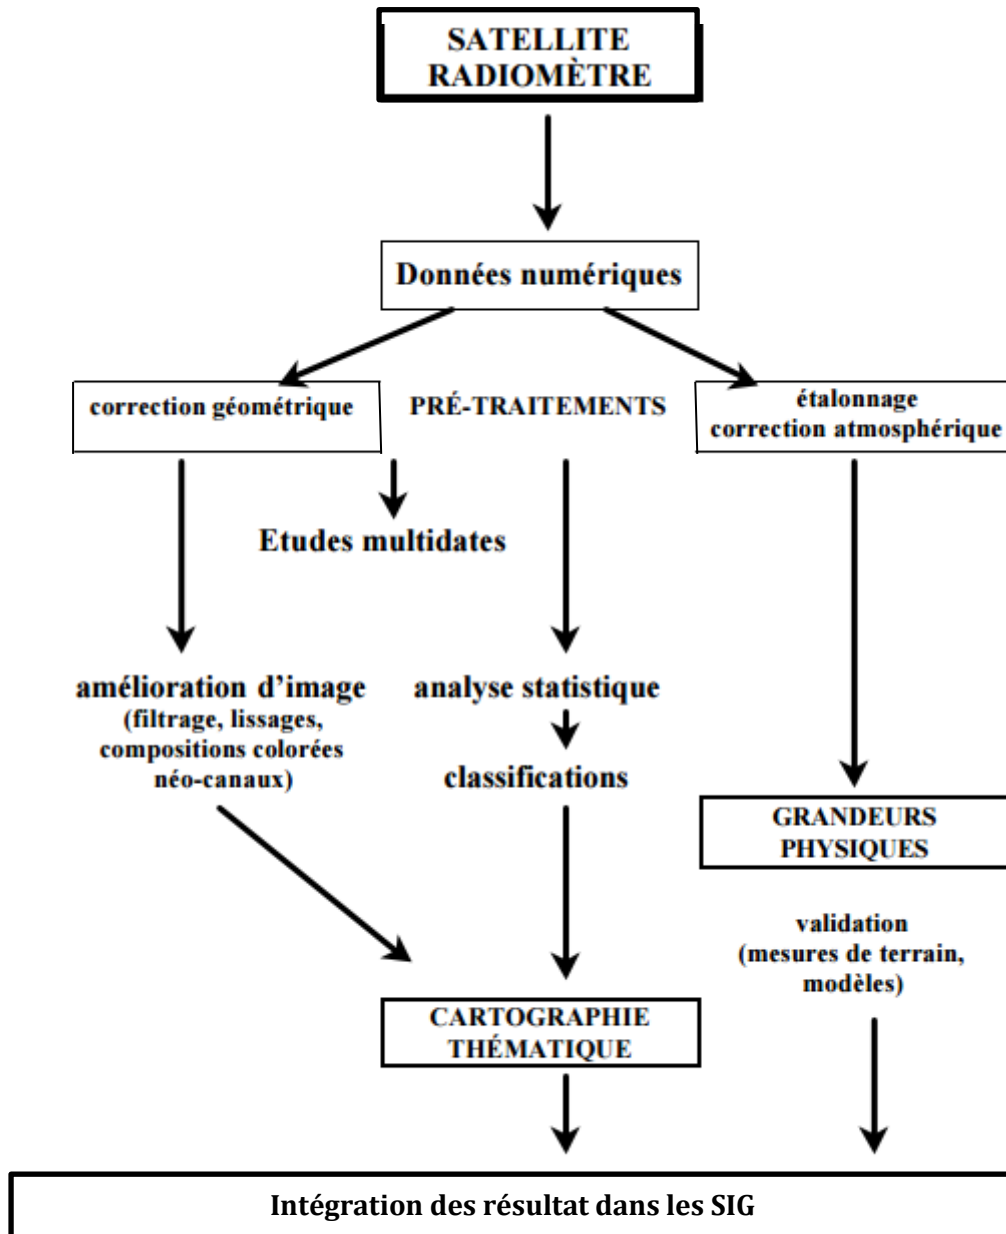 SATELLITE
RADIOMÈTRE
Données numériques
correction géométrique
PRÉ-TRAITEMENTS
étalonnage
correction atmosphérique
Etudes multidates
amélioration d'image
(filtrage, lissages,
compositions colorées
néo-canaux)
analyse statistique
classifications
GRANDEURS
PHYSIQUES
validation
(mesures de terrain,
modèles)
CARTOGRAPHIE
THÉMATIQUE
Intégration des résultat dans les SIG